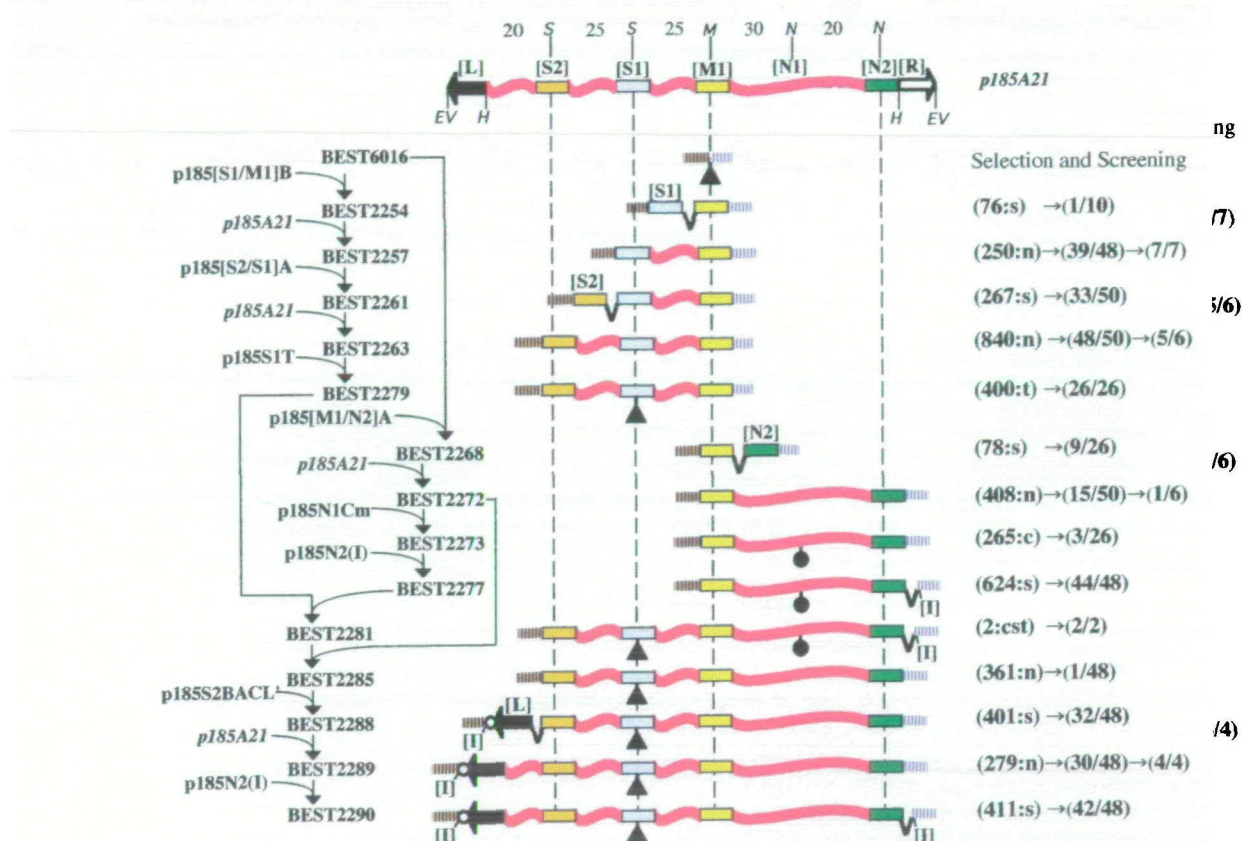 20 S 25 S 25 M 30 N 20 N
[L] [S2] [S1] [M1] [N1] [N2] [R]
p185A21
EV H H EV
ng
BEST6016
Selection and Screening
p185[S1/M1]B
[S1]
BEST2254
(76:s) →(1/10)
/7)
p185A21
BEST2257
(250:n)→(39/48)→(7/7)
p185[S2/S1]A
[S2]
BEST2261
(267:s) →(33/50)
/6)
p185A21
BEST2263
(840:n)→(48/50)→(5/6)
p185S1T
BEST2279
(400:t) →(26/26)
p185[M1/N2]A
[N2]
BEST2268
(78:s) →(9/26)
/6)
p185A21
BEST2272
(408:n)→(15/50)→(1/6)
p185N1Cm
BEST2273
(265:c) →(3/26)
p185N2(I)
BEST2277
(624:s) →(44/48)
[I]
BEST2281
(2:cst) →(2/2)
[I]
BEST2285
(361:n)→(1/48)
p185S2BACL
[L]
BEST2288
(401:s) →(32/48)
/4)
[I]
p185A21
BEST2289
(279:n)→(30/48)→(4/4)
[I]
p185N2(I)
BEST2290
(411:s) →(42/48)
[I] [I]